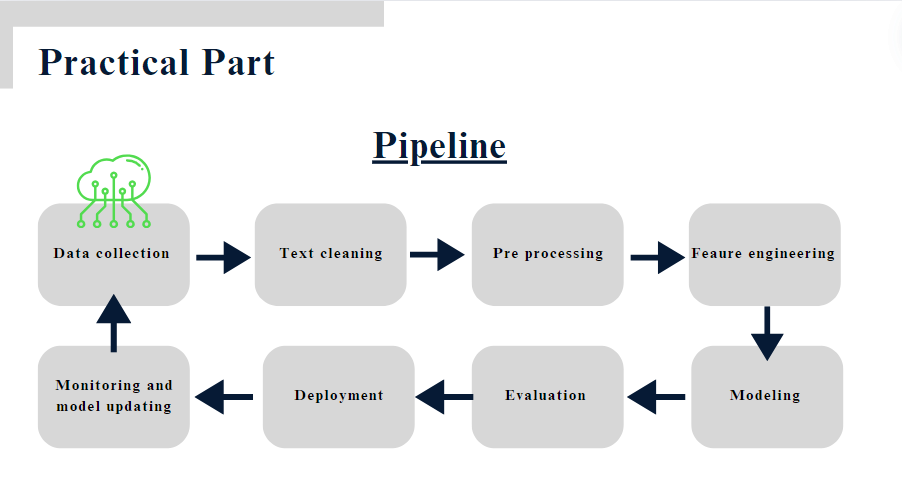 Practical Part
Pipeline
Data collection
Text cleaning
Pre processing
Feaure engineering
Monitoring and
model updating
Deployment
Evaluation
Modeling